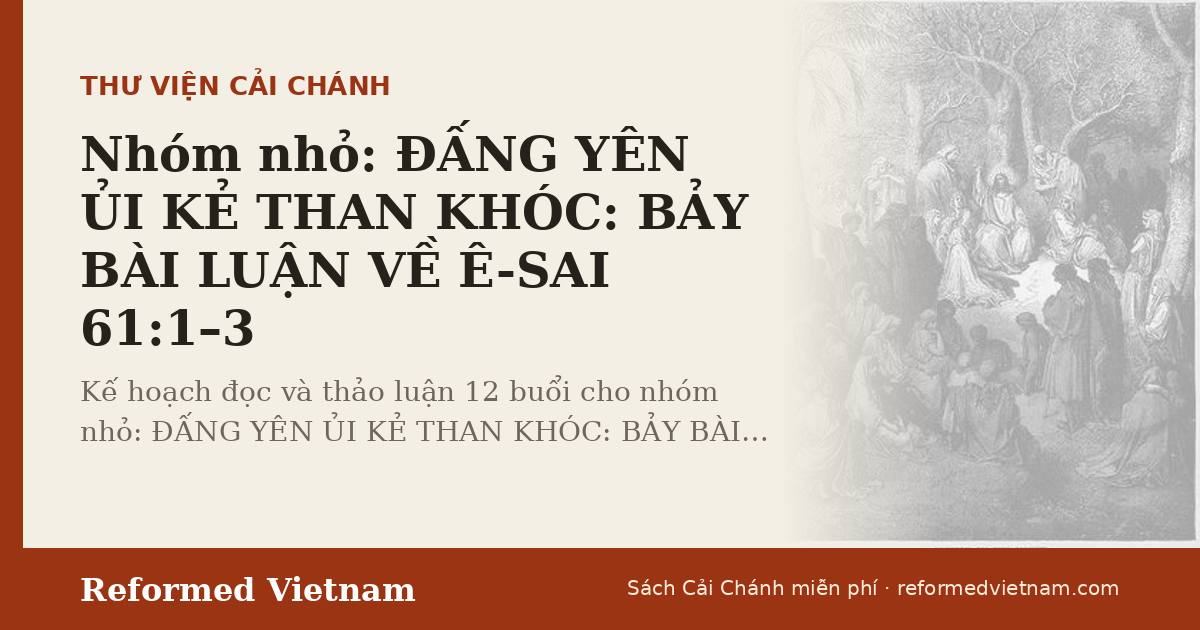 THƯ VIỆN CẢI CHÁNH
Nhóm nhỏ: ĐẤNG YÊN
ỦI KẺ THAN KHÓC: BẢY
BÀI LUẬN VỀ Ê-SAI
61:1–3
Kế hoạch đọc và thảo luận 12 buổi cho nhóm
nhỏ: ĐẤNG YÊN ỦI KẺ THAN KHÓC: BẢY BÀI...
Reformed Vietnam
Sách Cải Chánh miễn phí · reformedvietnam.com